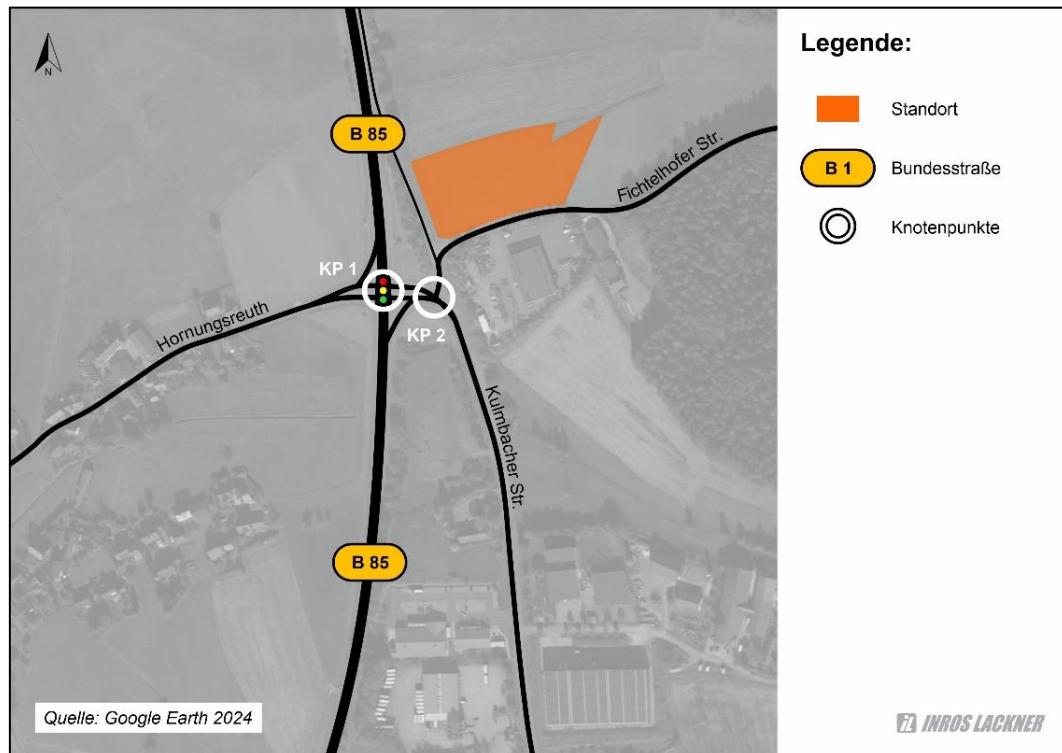 N
B 85
Fichtelhofer Str.
KP 1
KP 2
Hornungsreuth
Kulmbacher Str.
B 85
Quelle: Google Earth 2024
Legende:
Standort
B 1
Bundesstraße
Knotenpunkte
iL INROS LACKNER